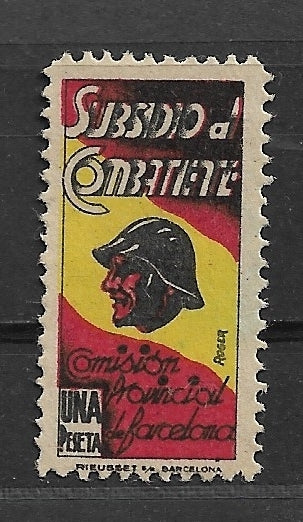 SUBSIDIO al
COMBATIENTE
ROGER
Comisión
Provincial
de Barcelona
UNA
PESETA
RIEUSSET S/A BARCELONA